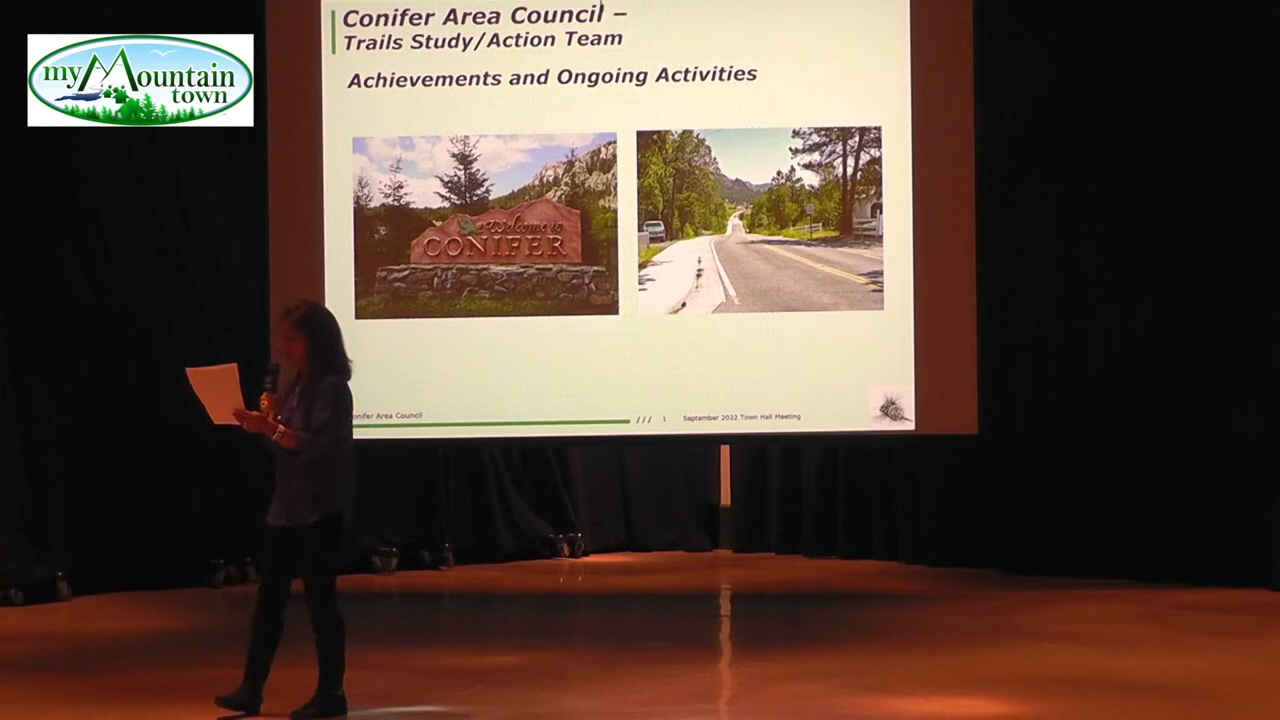 my Mountain
town
Conifer Area Council –
Trails Study/Action Team
Achievements and Ongoing Activities
Welcome to
CONIFER
onifer Area Council
/// 1
September 2022 Town Hall Meeting